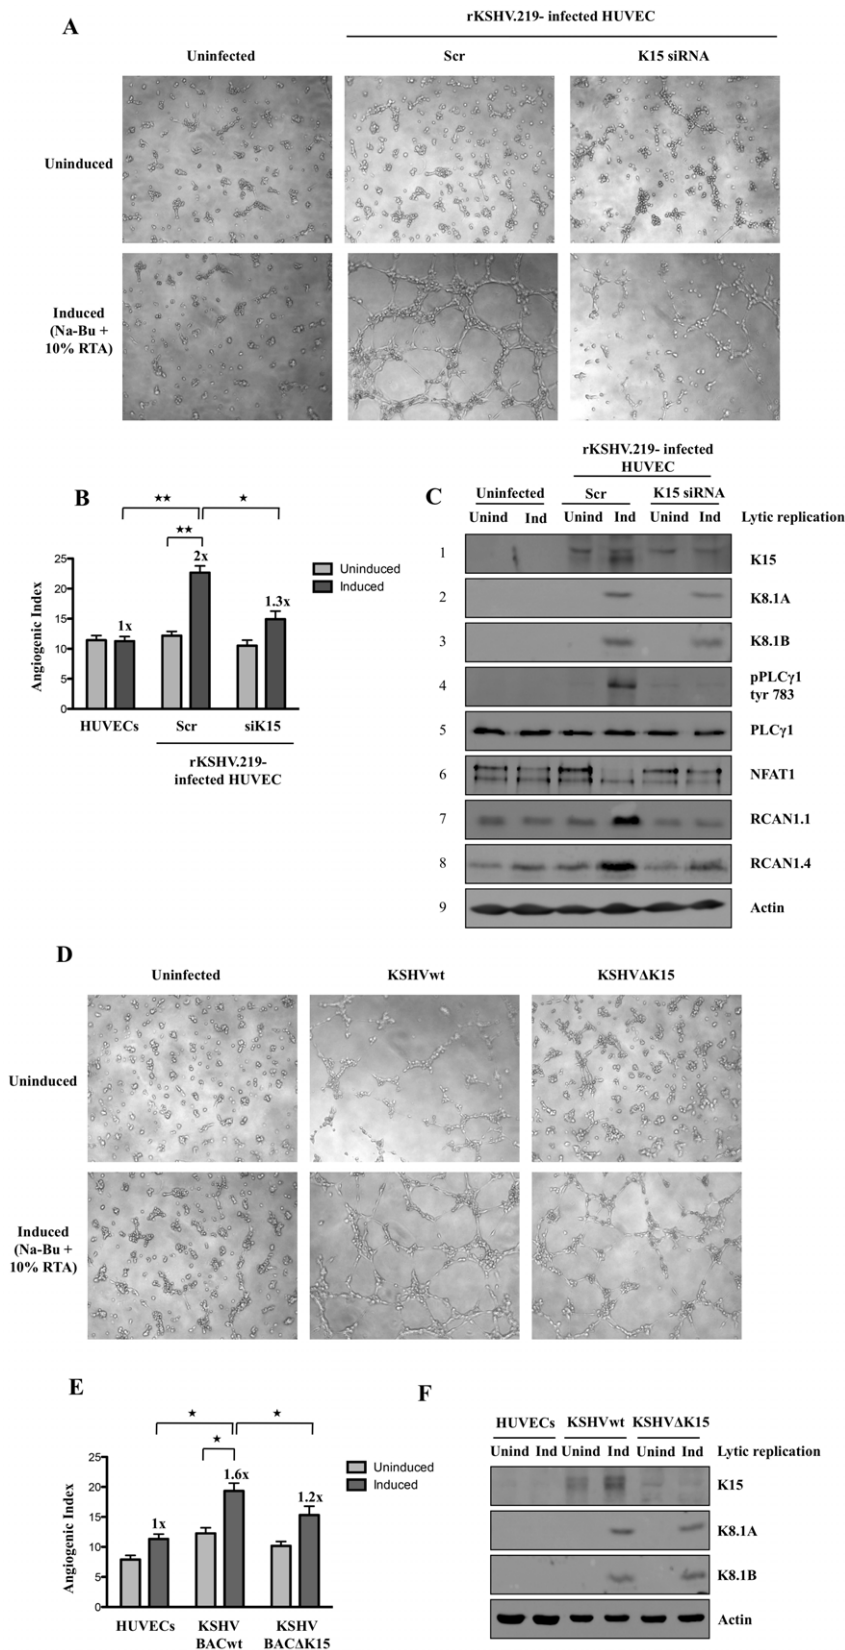 A
rKSHV.219- infected HUVEC
Uninfected
Scr
K15 siRNA
Uninduced
Induced
(Na-Bu +
10% RTA)
B
★★
★
★★
2x
1x
1.3x
25
20
15
10
5
0
Angiogenic Index
Uninduced
Induced
HUVECs
Scr
siK15
rKSHV.219-
infected HUVEC
C
rKSHV.219- infected
HUVEC
Uninfected
Scr
K15 siRNA
Unind Ind Unind Ind Unind Ind
Lytic replication
1 K15
2 K8.1A
3 K8.1B
4 pPLCγ1
tyr 783
5 PLCγ1
6 NFAT1
7 RCAN1.1
8 RCAN1.4
9 Actin
D
Uninfected
KSHVwt
KSHVΔK15
Uninduced
Induced
(Na-Bu +
10% RTA)
E
★
★
★
1.6x
1x
1.2x
25
20
15
10
5
0
Angiogenic Index
Uninduced
Induced
HUVECs
KSHV
BACwt
KSHV
BACΔK15
F
HUVECs KSHVwt KSHVΔK15
Unind Ind Unind Ind Unind Ind
Lytic replication
K15
K8.1A
K8.1B
Actin